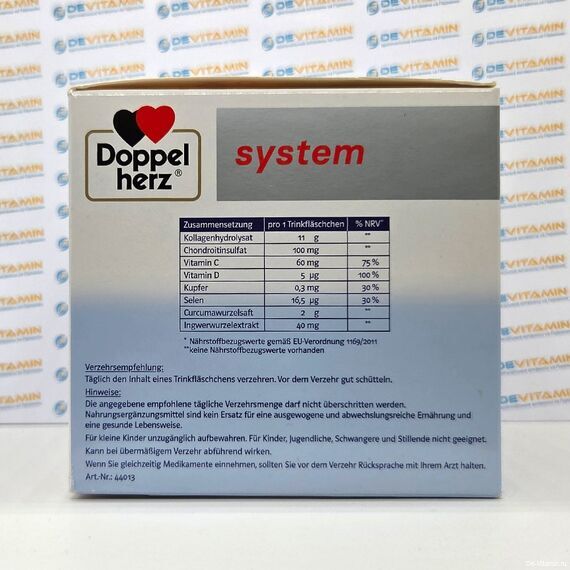 Doppel
herz®
system
Zusammensetzung pro 1 Trinkfläschchen % NRV*
Kollagenhydrolysat 11 g **
Chondroitinsulfat 100 mg **
Vitamin C 60 mg 75 %
Vitamin D 5 µg 100 %
Kupfer 0,3 mg 30 %
Selen 16,5 µg 30 %
Curcumawurzelsaft 2 g **
Ingwerwurzelextrakt 40 mg **
* Nährstoffbezugswerte gemäß EU-Verordnung 1169/2011
**keine Nährstoffbezugswerte vorhanden
Verzehrsempfehlung:
Täglich den Inhalt eines Trinkfläschchens verzehren. Vor dem Verzehr gut schütteln.
Hinweise:
Die angegebene empfohlene tägliche Verzehrsmenge darf nicht überschritten werden.
Nahrungsergänzungsmittel sind kein Ersatz für eine ausgewogene und abwechslungsreiche Ernährung und
eine gesunde Lebensweise.
Für kleine Kinder unzugänglich aufbewahren. Für Kinder, Jugendliche, Schwangere und Stillende nicht geeignet.
Kann bei übermäßigem Verzehr abführend wirken.
Wenn Sie gleichzeitig Medikamente einnehmen, sollten Sie vor dem Verzehr Rücksprache mit Ihrem Arzt halten.
Art.-Nr.: 44013
DEVITAMIN
De-Vitamin.ru